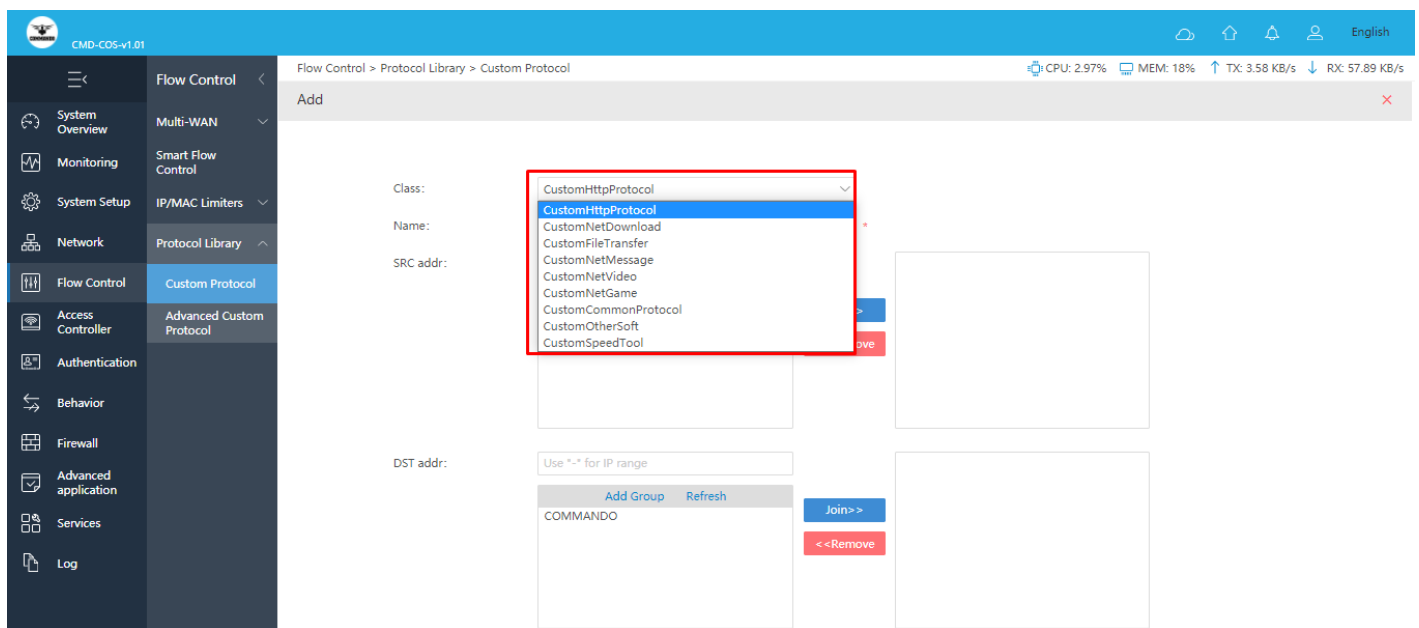 CMD-COS-v1.01
English
Flow Control
Flow Control > Protocol Library > Custom Protocol
CPU: 2.97% MEM: 18% TX: 3.58 KB/s RX: 57.89 KB/s
Add
System
Overview
Monitoring
System Setup
Network
Flow Control
Access
Controller
Authentication
Behavior
Firewall
Advanced
application
Services
Log
Multi-WAN
Smart Flow
Control
IP/MAC Limiters
Protocol Library
Custom Protocol
Advanced Custom
Protocol
Class:
CustomHttpProtocol
CustomHttpProtocol
CustomNetDownload
CustomFileTransfer
CustomNetMessage
CustomNetVideo
CustomNetGame
CustomCommonProtocol
CustomOtherSoft
CustomSpeedTool
Name:
*
SRC addr:
>
ove
DST addr:
Use "-" for IP range
Add Group Refresh
COMMANDO
Join>>
<<Remove